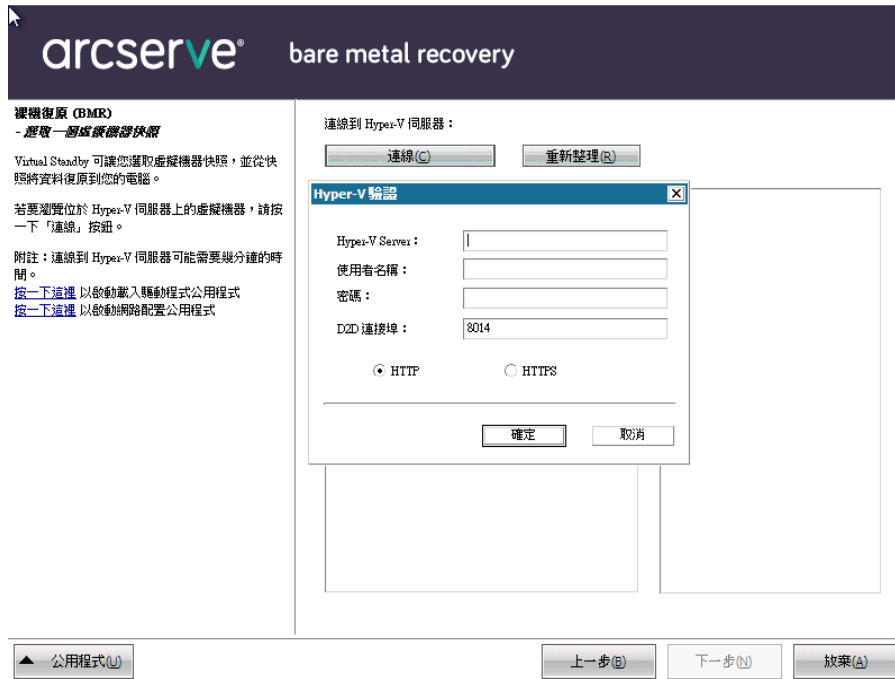 arcserve® bare metal recovery
裸機復原 (BMR)
- 選取一個虛擬機器快照
Virtual Standby 可讓您選取虛擬機器快照，並從快
照將資料復原到您的電腦。
若要瀏覽位於 Hyper-V 伺服器上的虛擬機器，請按
一下「連線」按鈕。
附註：連線到 Hyper-V 伺服器可能需要幾分鐘的時
間。
按一下這裡 以啟動載入驅動程式公用程式
按一下這裡 以啟動網路配置公用程式
連線到 Hyper-V 伺服器：
連線(C) 重新整理(R)
Hyper-V 驗證
Hyper-V Server：
使用者名稱：
密碼：
D2D 連接埠： 8014
HTTP HTTPS
確定 取消
公用程式(U) 上一步(B) 下一步(N) 放棄(A)